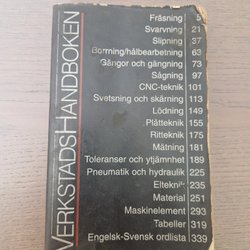 VERKSTADSHANDBOKEN
Fräsning 5
Svarvning 21
Slipning 37
Borrning/hålbearbetning 63
Gängor och gängning 73
Sågning 97
CNC-teknik 101
Svetsning och skärning 113
Lödning 149
Plåtteknik 155
Ritteknik 175
Mätning 181
Toleranser och ytjämnhet 189
Pneumatik och hydraulik 225
Elteknik 235
Material 251
Maskinelement 293
Tabeller 319
Engelsk-Svensk ordlista 339